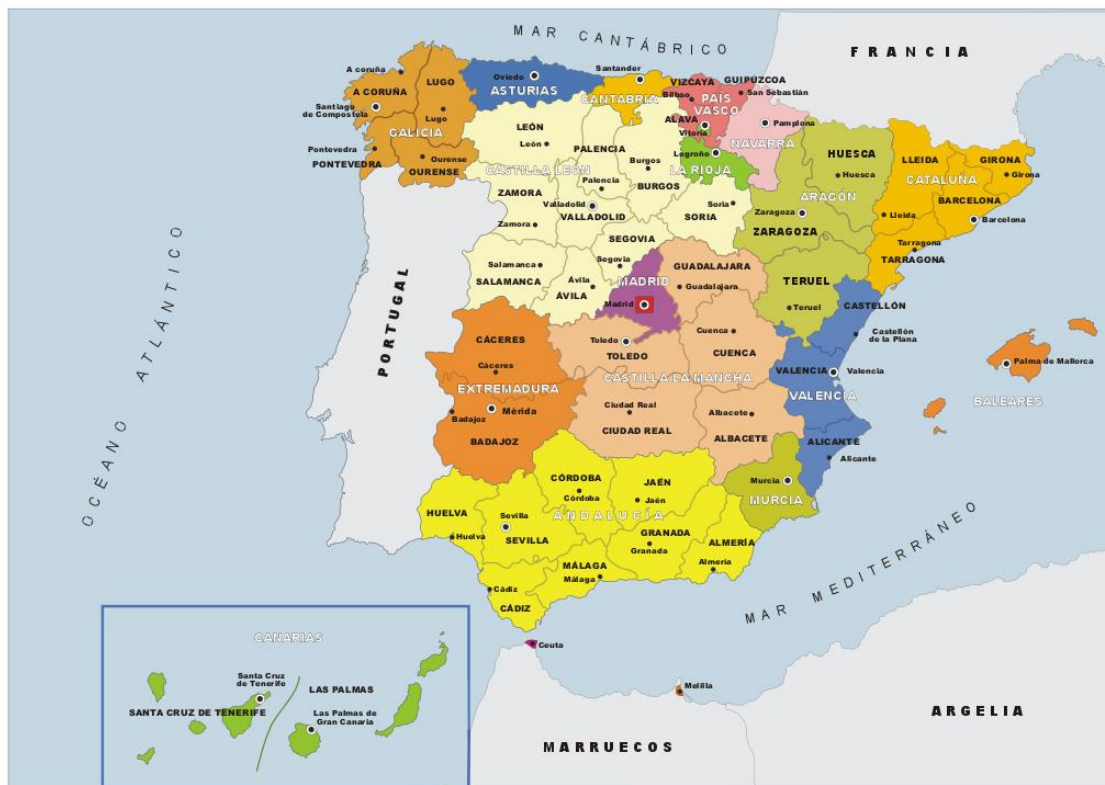 MAR CANTÁBRICO
FRANCIA
A coruña
LUGO
Oviedo
ASTURIAS
Santander
CANTABRIA
VIZCAYA
GUIPÚZCOA
Bilbao
San Sebastián
PAÍS
VASCO
A CORUÑA
Santiago
de Compostela
Lugo
GALICIA
ALAVA
Vitoria
Pamplona
NAVARRA
LEÓN
León
PALENCIA
Burgos
BURGOS
Logroño
LA RIOJA
Pontevedra
PONTEVEDRA
Ourense
OURENSE
CASTILLA LEÓN
HUESCA
Huesca
ARAGÓN
LLEIDA
GIRONA
Girona
CATALUÑA
BARCELONA
Barcelona
Lleida
Tarragona
TARRAGONA
ZAMORA
Palencia
Valladolid
VALLADOLID
Zamora
Soria
SORIA
Zaragoza
ZARAGOZA
SEGOVIA
Segovia
Salamanca
SALAMANCA
Ávila
ÁVILA
MADRID
Madrid
GUADALAJARA
Guadalajara
TERUEL
Teruel
CASTELLÓN
Castellón
de la Plana
OCÉANO ATLÁNTICO
PORTUGAL
CÁCERES
Cáceres
EXTREMADURA
Toledo
TOLEDO
Cuenca
CUENCA
CASTILLA LA MANCHA
VALENCIA
Valencia
VALENCIA
Palma de Mallorca
BALEARES
Badajoz
Mérida
BADAJOZ
Ciudad Real
CIUDAD REAL
Albacete
ALBACETE
ALICANTE
Alicante
Murcia
MURCIA
CÓRDOBA
Córdoba
JAÉN
Jaén
HUELVA
Huelva
Sevilla
SEVILLA
ANDALUCÍA
GRANADA
Granada
ALMERÍA
Almería
MÁLAGA
Málaga
Cádiz
CÁDIZ
MAR MEDITERRÁNEO
Ceuta
Melilla
MARRUECOS
ARGELIA
CANARIAS
Santa Cruz
de Tenerife
SANTA CRUZ DE TENERIFE
LAS PALMAS
Las Palmas de
Gran Canaria